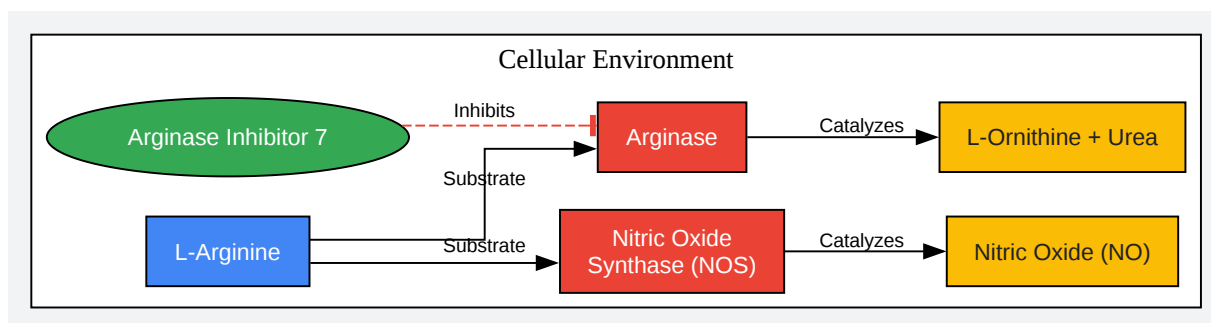 Cellular Environment
Inhibits
Arginase Inhibitor 7
Arginase
Catalyzes
L-Ornithine + Urea
Substrate
L-Arginine
Substrate
Nitric Oxide
Synthase (NOS)
Catalyzes
Nitric Oxide (NO)